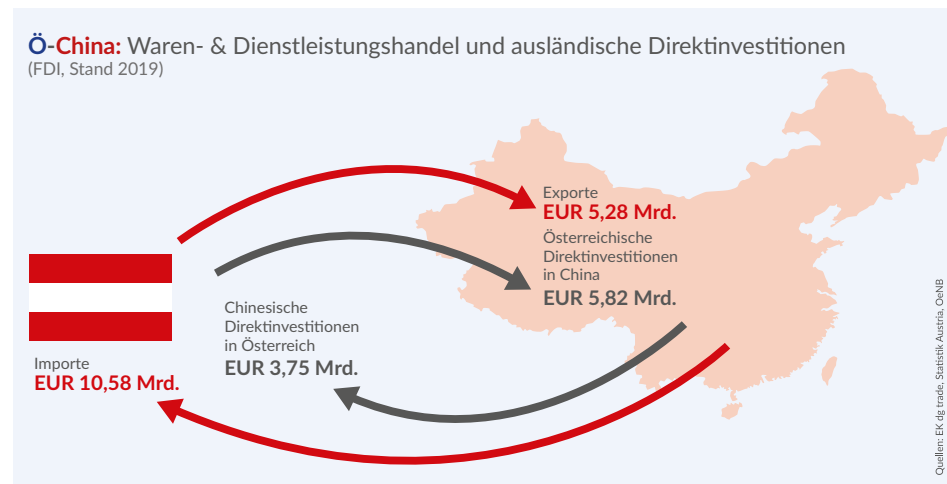 Ö-China: Waren- & Dienstleistungshandel und ausländische Direktinvestitionen
(FDI, Stand 2019)
Exporte
EUR 5,28 Mrd.
Österreichische
Direktinvestitionen
in China
EUR 5,82 Mrd.
Chinesische
Direktinvestitionen
in Österreich
EUR 3,75 Mrd.
Importe
EUR 10,58 Mrd.
Quellen: EK dg trade, Statistik Austria, OeNB